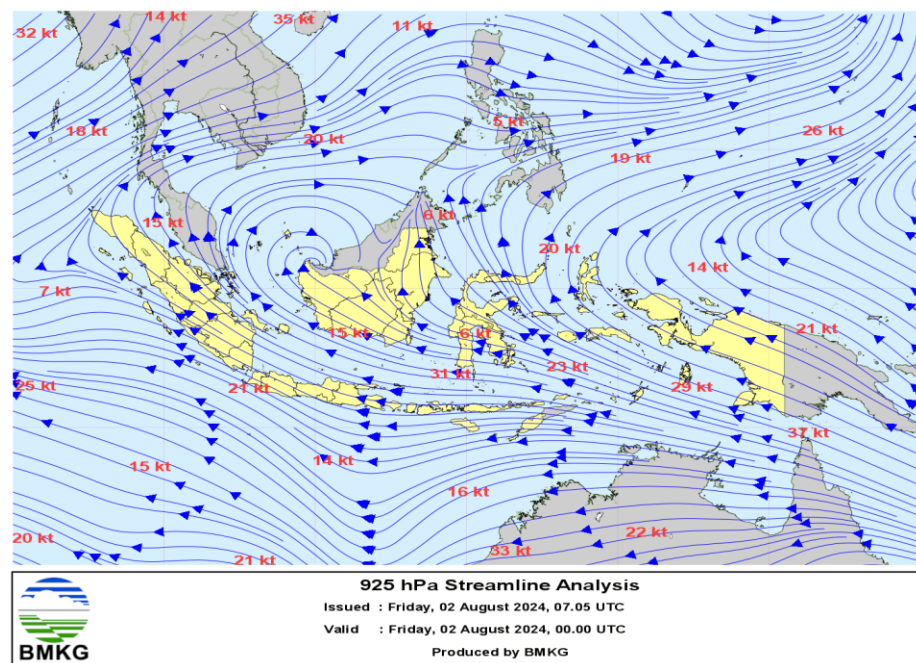 32 kt
14 kt
35 kt
11 kt
18 kt
20 kt
5 kt
19 kt
26 kt
15 kt
6 kt
20 kt
14 kt
7 kt
15 kt
6 kt
21 kt
25 kt
21 kt
31 kt
23 kt
29 kt
37 kt
15 kt
14 kt
16 kt
20 kt
21 kt
33 kt
22 kt
BMKG
925 hPa Streamline Analysis
Issued : Friday, 02 August 2024, 07.05 UTC
Valid : Friday, 02 August 2024, 00.00 UTC
Produced by BMKG